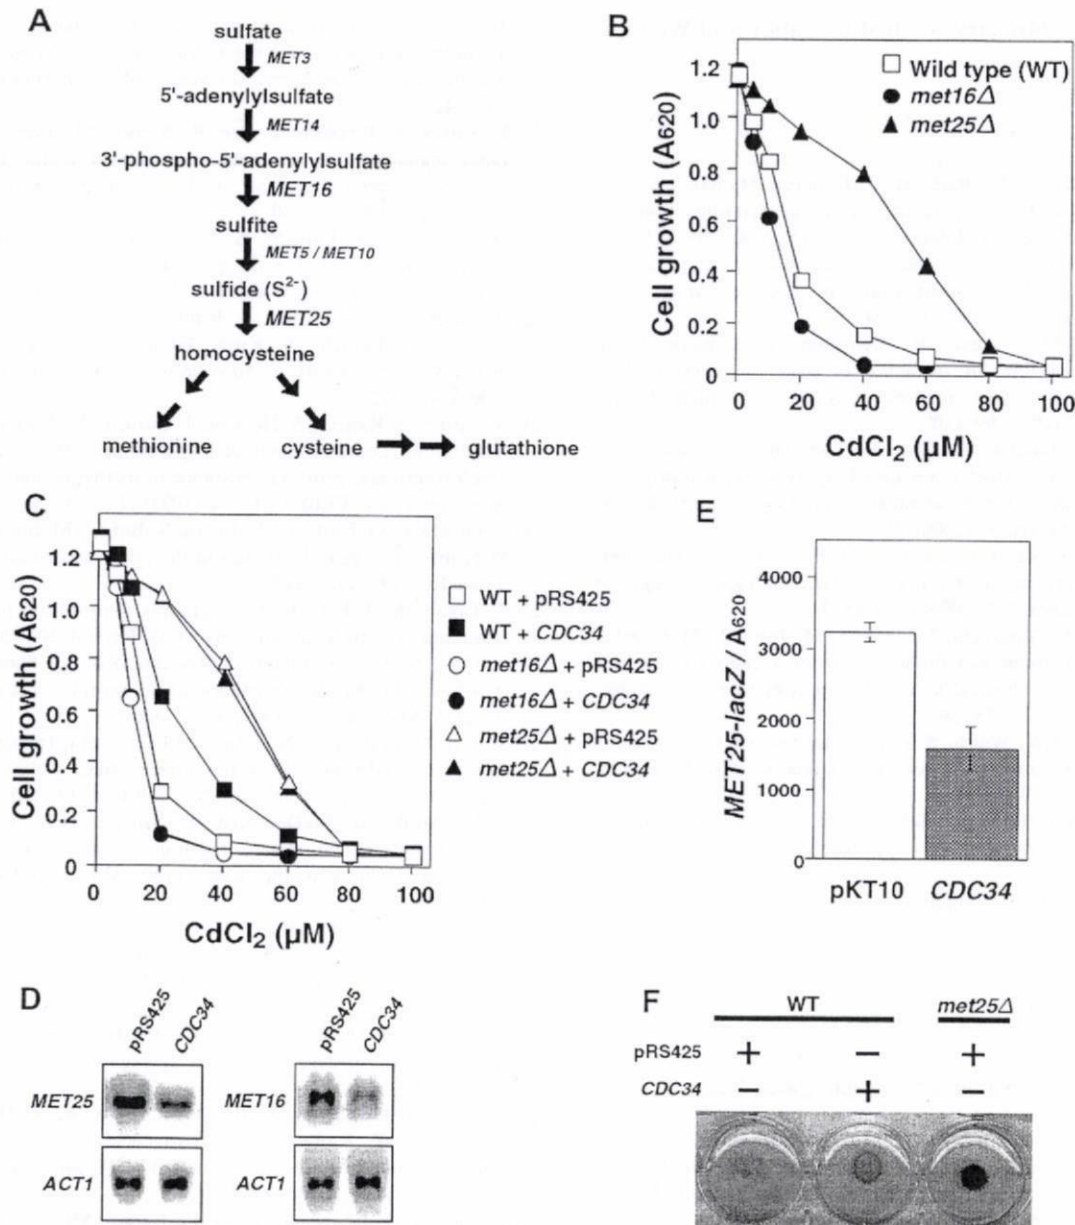 A
sulfate
MET3
5'-adenylylsulfate
MET14
3'-phospho-5'-adenylylsulfate
MET16
sulfite
MET5 / MET10
sulfide (S²⁻)
MET25
homocysteine
methionine
cysteine
glutathione
B
Cell growth (A620)
1.2
1.0
0.8
0.6
0.4
0.2
0
0 20 40 60 80 100
CdCl₂ (μM)
Wild type (WT)
met16Δ
met25Δ
C
Cell growth (A620)
1.2
1.0
0.8
0.6
0.4
0.2
0
0 20 40 60 80 100
CdCl₂ (μM)
WT + pRS425
WT + CDC34
met16Δ + pRS425
met16Δ + CDC34
met25Δ + pRS425
met25Δ + CDC34
E
MET25-lacZ / A620
4000
3000
2000
1000
0
pKT10 CDC34
D
pRS425 CDC34
MET25
ACT1
pRS425 CDC34
MET16
ACT1
F
WT met25Δ
pRS425 + − +
CDC34 − + −